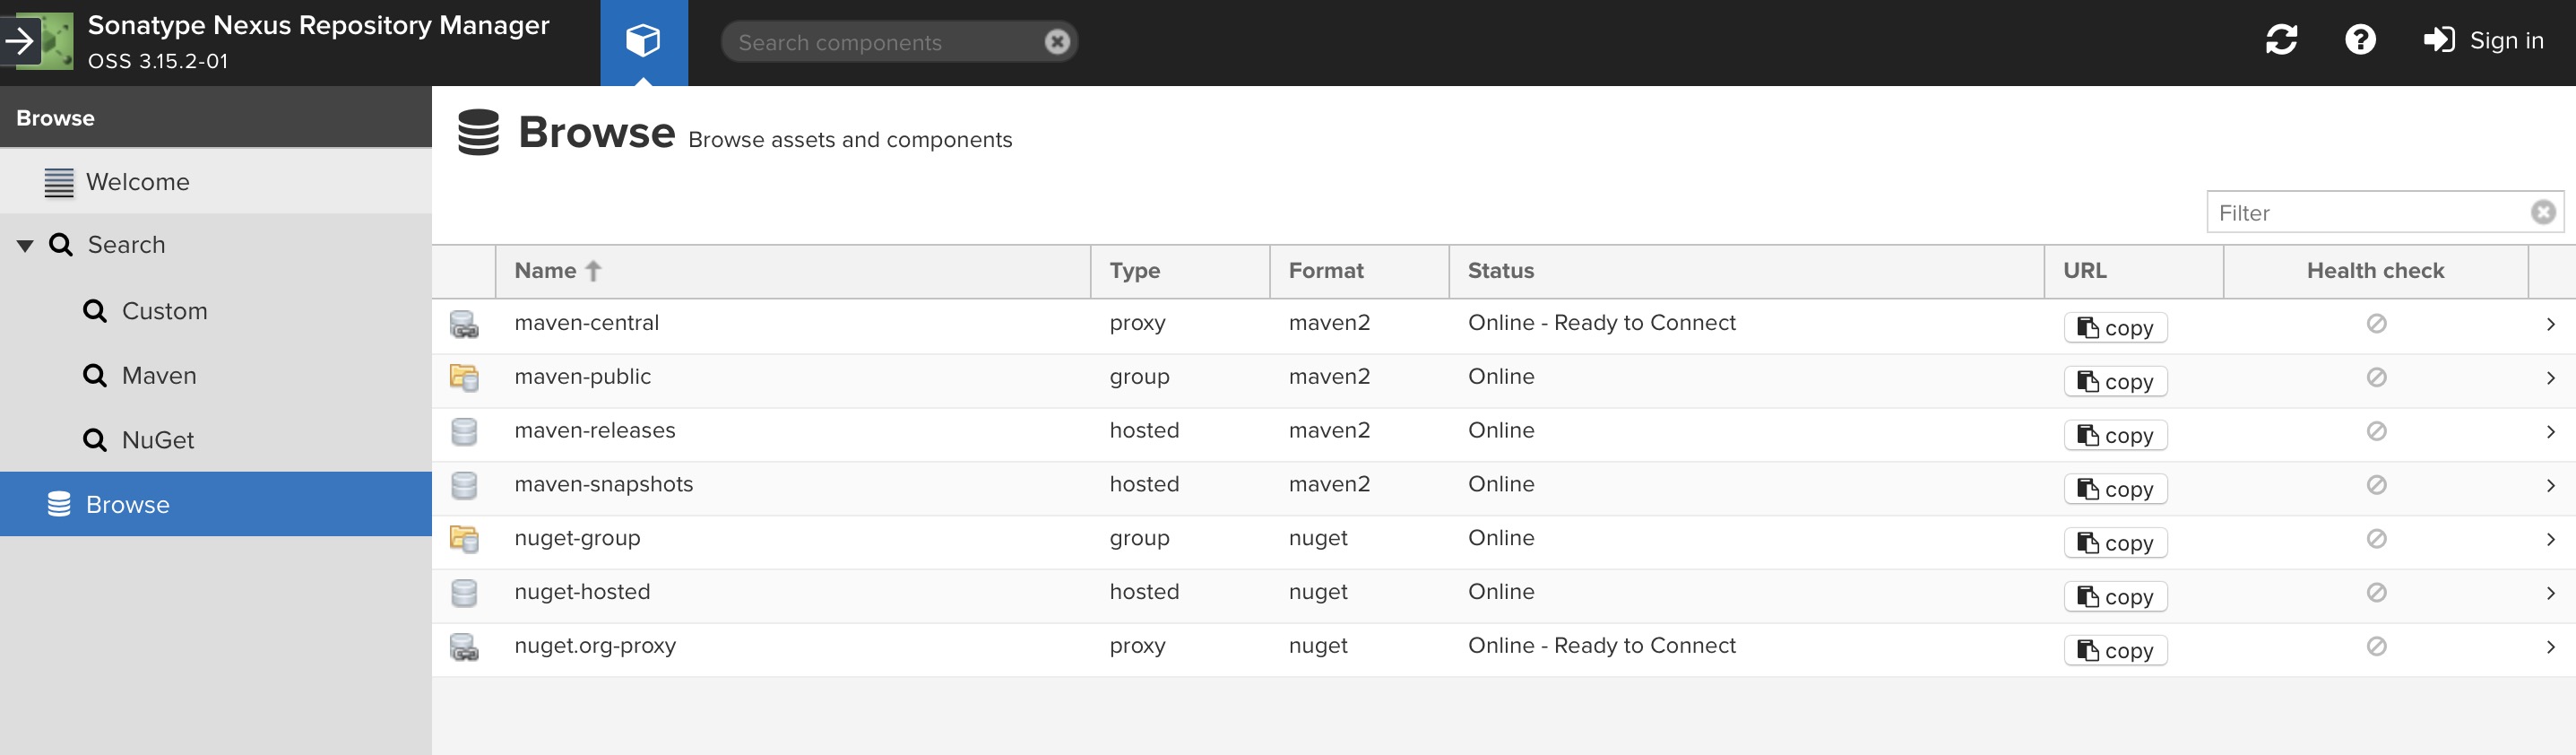 Sonatype Nexus Repository Manager
OSS 3.15.2-01
Search components
Sign in
Browse
Welcome
Search
Custom
Maven
NuGet
Browse
Browse Browse assets and components
Filter
Name Type Format Status URL Health check
maven-central proxy maven2 Online - Ready to Connect copy
maven-public group maven2 Online copy
maven-releases hosted maven2 Online copy
maven-snapshots hosted maven2 Online copy
nuget-group group nuget Online copy
nuget-hosted hosted nuget Online copy
nuget.org-proxy proxy nuget Online - Ready to Connect copy